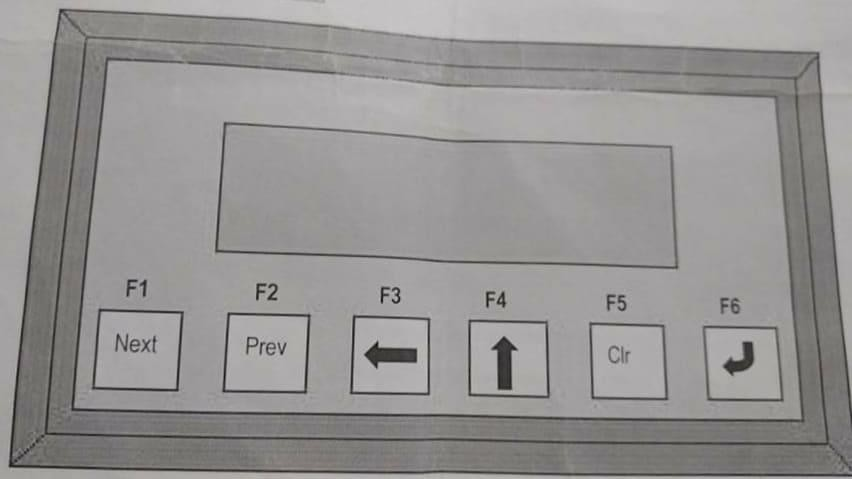 F1 F2 F3 F4 F5 F6
Next Prev Clr